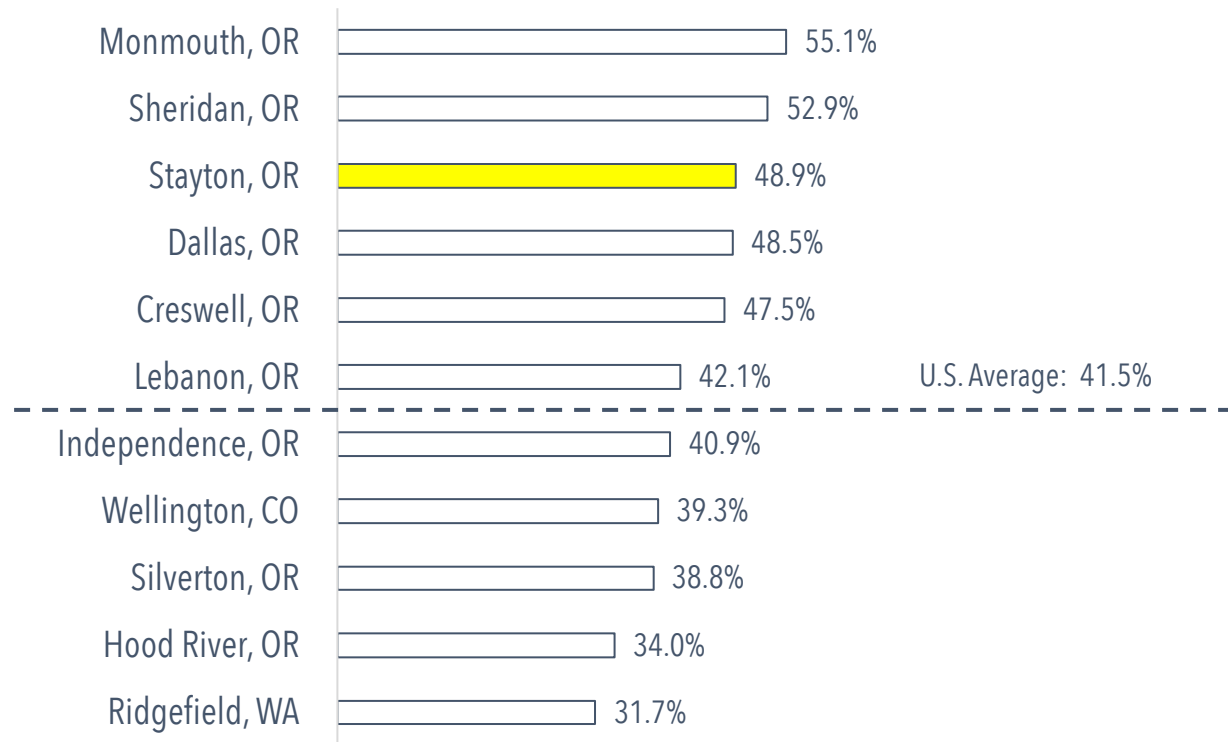 Monmouth, OR 55.1%
Sheridan, OR 52.9%
Stayton, OR 48.9%
Dallas, OR 48.5%
Creswell, OR 47.5%
Lebanon, OR 42.1% U.S. Average: 41.5%
Independence, OR 40.9%
Wellington, CO 39.3%
Silverton, OR 38.8%
Hood River, OR 34.0%
Ridgefield, WA 31.7%